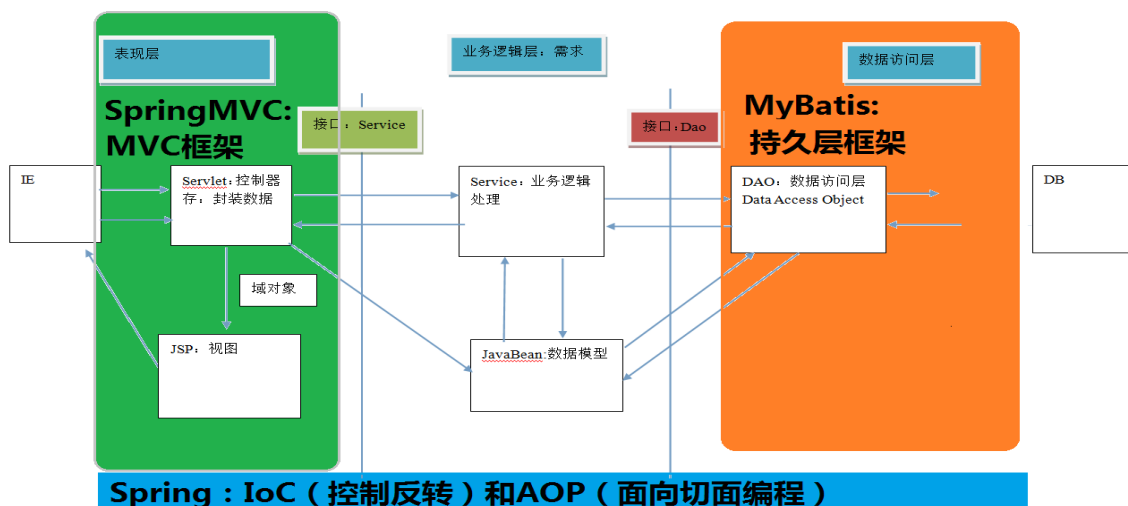 表现层
业务逻辑层：需求
数据访问层
SpringMVC:
MVC框架
接口：Service
接口:Dao
MyBatis:
持久层框架
IE
Servlet:控制器
存：封装数据
Service：业务逻辑
处理
DAO：数据访问层
Data Access Object
DB
域对象
JSP：视图
JavaBean:数据模型
Spring：IoC（控制反转）和AOP（面向切面编程）